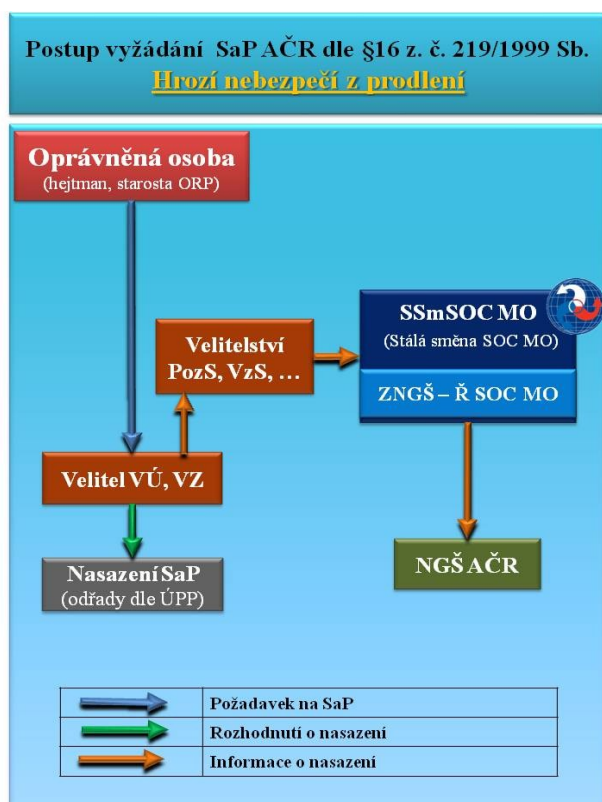 Postup vyžádání SaP AČR dle §16 z. č. 219/1999 Sb.
Hrozí nebezpečí z prodlení
Oprávněná osoba
(hejtman, starosta ORP)
SSmSOC MO
(Stálá směna SOC MO)
ZNGŠ – Ř SOC MO
Velitelství
PozS, VzS, …
Velitel VÚ, VZ
Nasazení SaP
(odřady dle ÚPP)
NGŠ AČR
Požadavek na SaP
Rozhodnutí o nasazení
Informace o nasazení